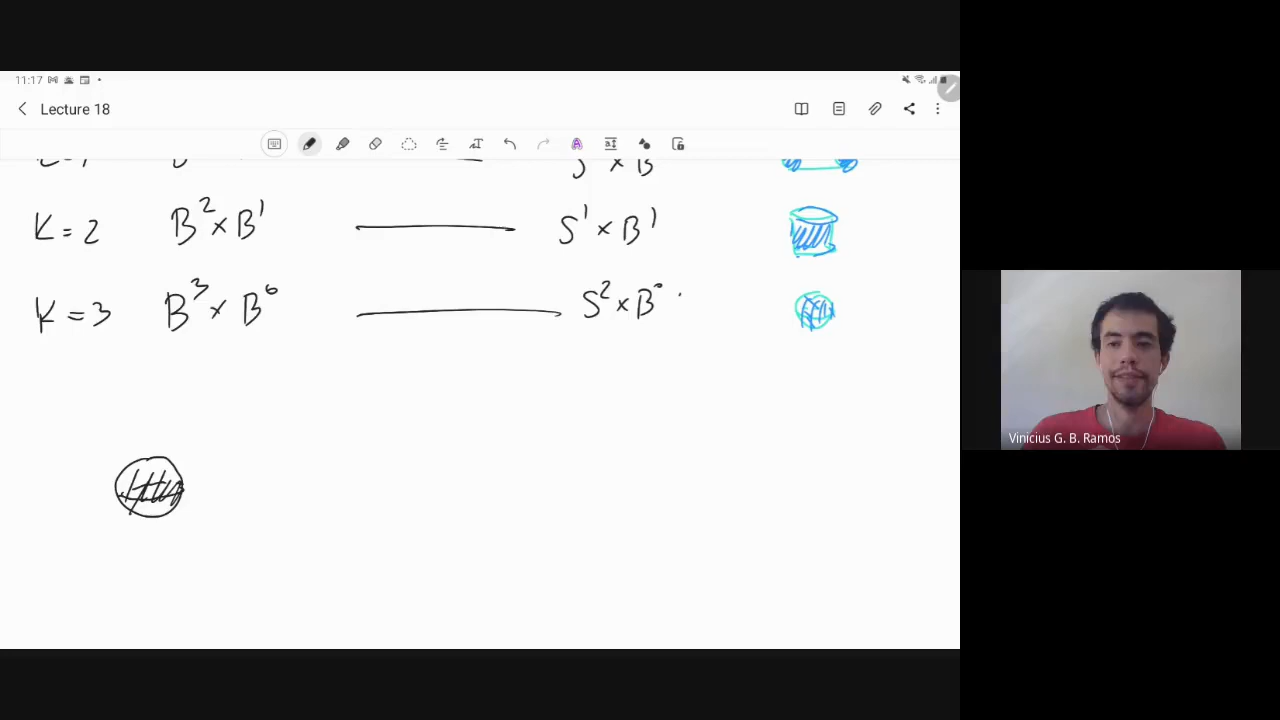 11:17
Lecture 18
K = 2 B² × B¹ S¹ × B¹
K = 3 B³ × B⁰ S² × B⁰
Vinicius G. B. Ramos